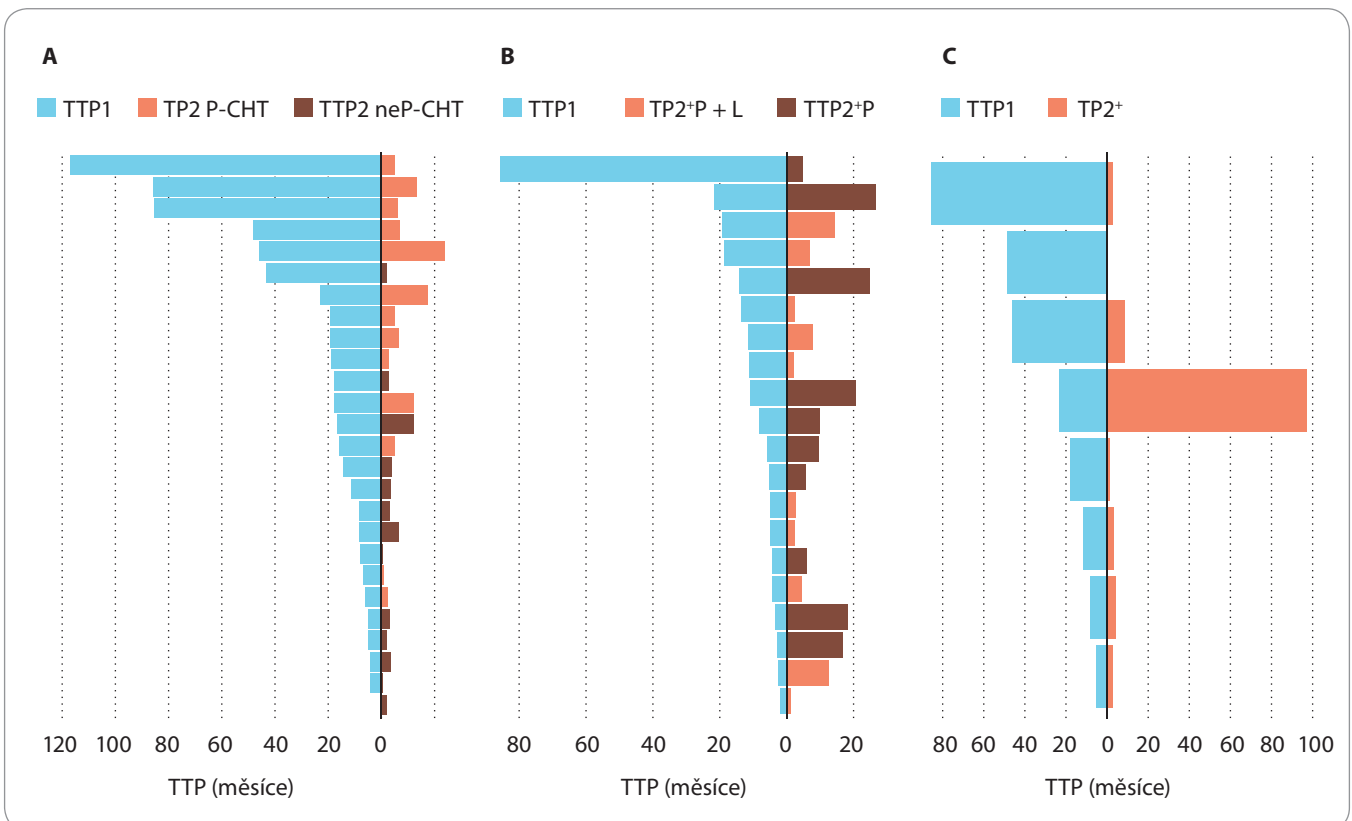 A
B
C
TTP1 TP2 P-CHT TTP2 neP-CHT
TTP1 TP2⁺P + L TTP2⁺P
TTP1 TP2⁺
120 100 80 60 40 20 0
80 60 40 20 0 20
80 60 40 20 0 20 40 60 80 100
TTP (měsíce)
TTP (měsíce)
TTP (měsíce)